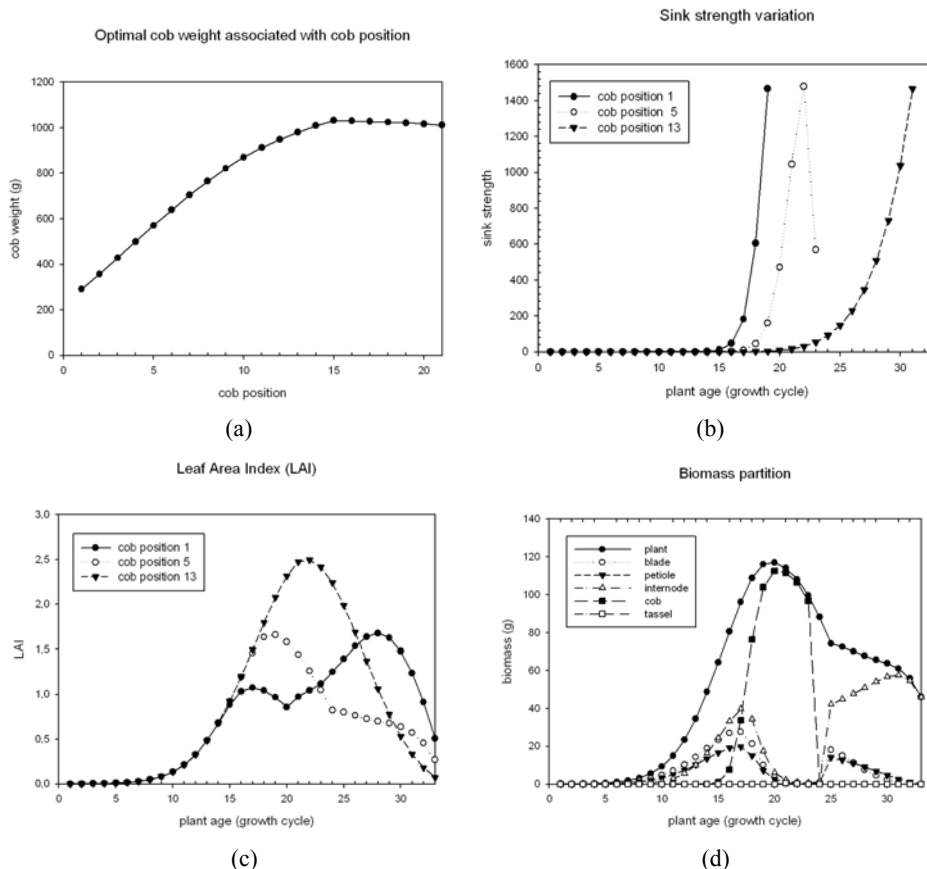 Optimal cob weight associated with cob position
1200
1000
800
600
400
200
0
cob weight (g)
0 5 10 15 20
cob position
(a)
Sink strength variation
1600
1400
1200
1000
800
600
400
200
0
sink strength
cob position 1
cob position 5
cob position 13
0 5 10 15 20 25 30
plant age (growth cycle)
(b)
Leaf Area Index (LAI)
3,0
2,5
2,0
1,5
1,0
0,5
0,0
LAI
cob position 1
cob position 5
cob position 13
0 5 10 15 20 25 30
plant age (growth cycle)
(c)
Biomass partition
140
120
100
80
60
40
20
0
biomass (g)
plant
blade
petiole
internode
cob
tassel
0 5 10 15 20 25 30
plant age (growth cycle)
(d)